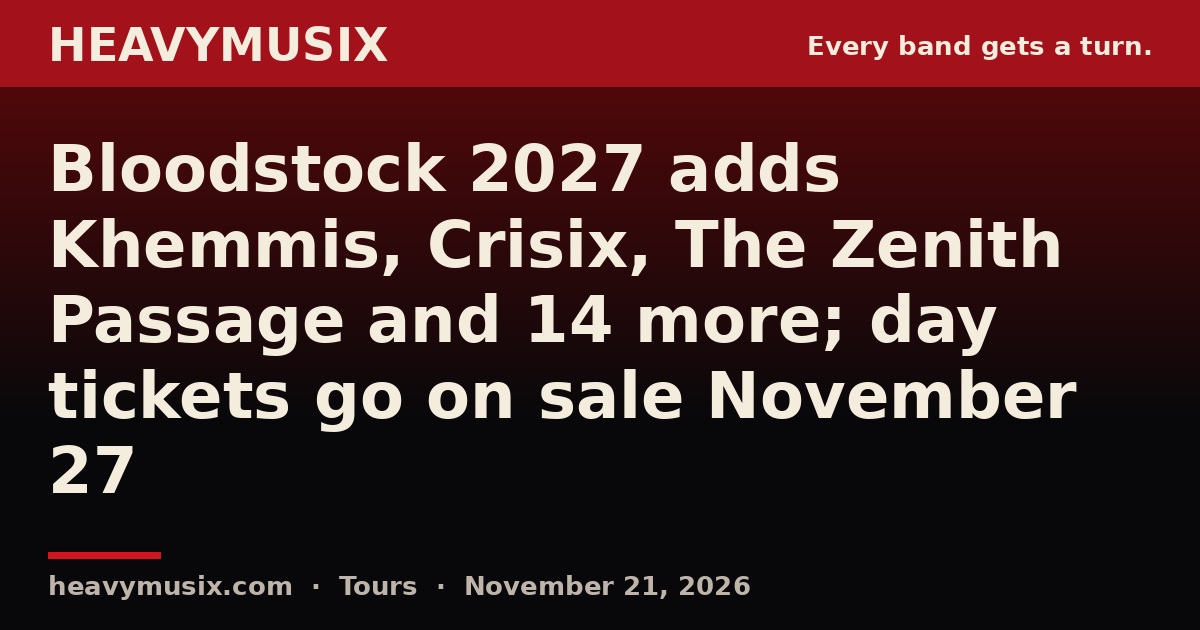 HEAVYMUSIX
Every band gets a turn.
Bloodstock 2027 adds
Khemmis, Crisix, The Zenith
Passage and 14 more; day
tickets go on sale November
27
heavymusix.com · Tours · November 21, 2026